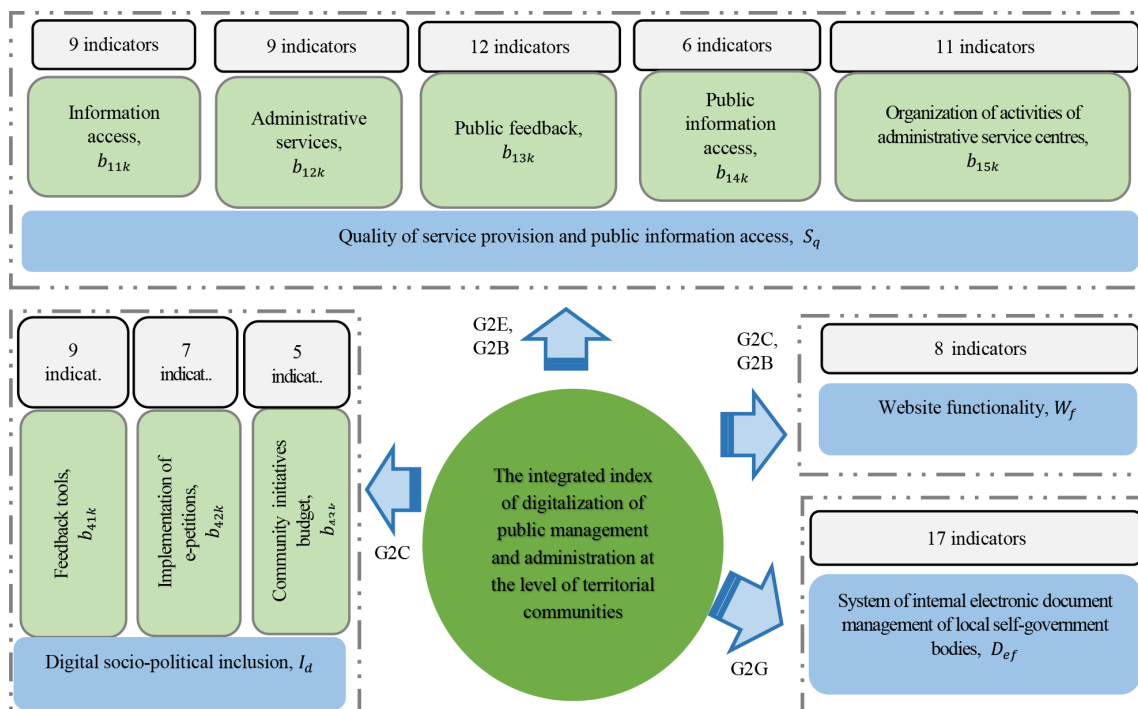 9 indicators
9 indicators
12 indicators
6 indicators
11 indicators
Information
access,
b₁₁ₖ
Administrative
services,
b₁₂ₖ
Public feedback,
b₁₃ₖ
Public
information
access,
b₁₄ₖ
Organization of activities of
administrative service centres,
b₁₅ₖ
Quality of service provision and public information access, S_q
G2E,
G2B
G2C,
G2B
9
indicat.
7
indicat..
5
indicat..
8 indicators
Website functionality, W_f
Feedback tools,
b₄₁ₖ
Implementation of
e-petitions,
b₄₂ₖ
Community initiatives
budget,
G2C
The integrated index
of digitalization of
public management
and administration at
the level of territorial
communities
17 indicators
System of internal electronic document
management of local self-government
bodies, D_ef
Digital socio-political inclusion, I_d
G2G